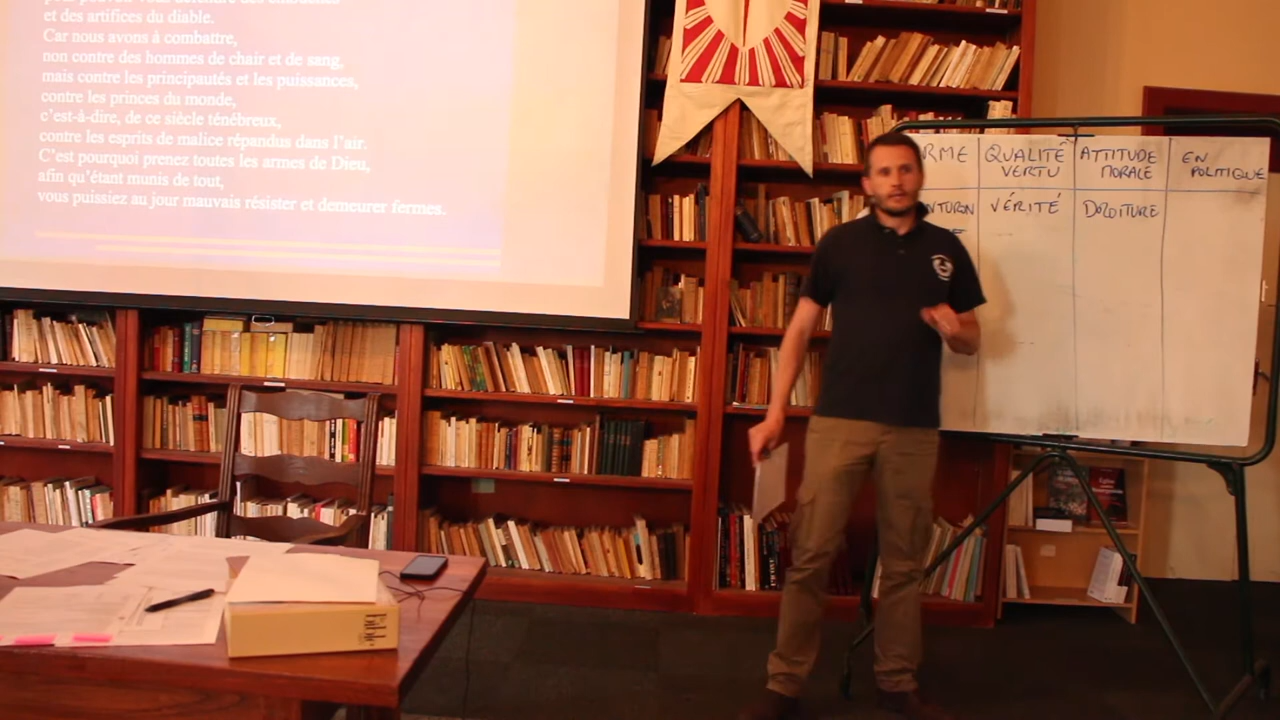 et des artifices du diable.
Car nous avons à combattre,
non contre des hommes de chair et de sang,
mais contre les principautés et les puissances,
contre les princes du monde,
c'est-à-dire, de ce siècle ténébreux,
contre les esprits de malice répandus dans l'air.
C'est pourquoi prenez toutes les armes de Dieu,
afin qu'étant munis de tout,
vous puissiez au jour mauvais résister et demeurer fermes.
RME QUALITÉ VERTU ATTITUDE MORALE EN POLITIQUE
NTURON VÉRITÉ DROITURE